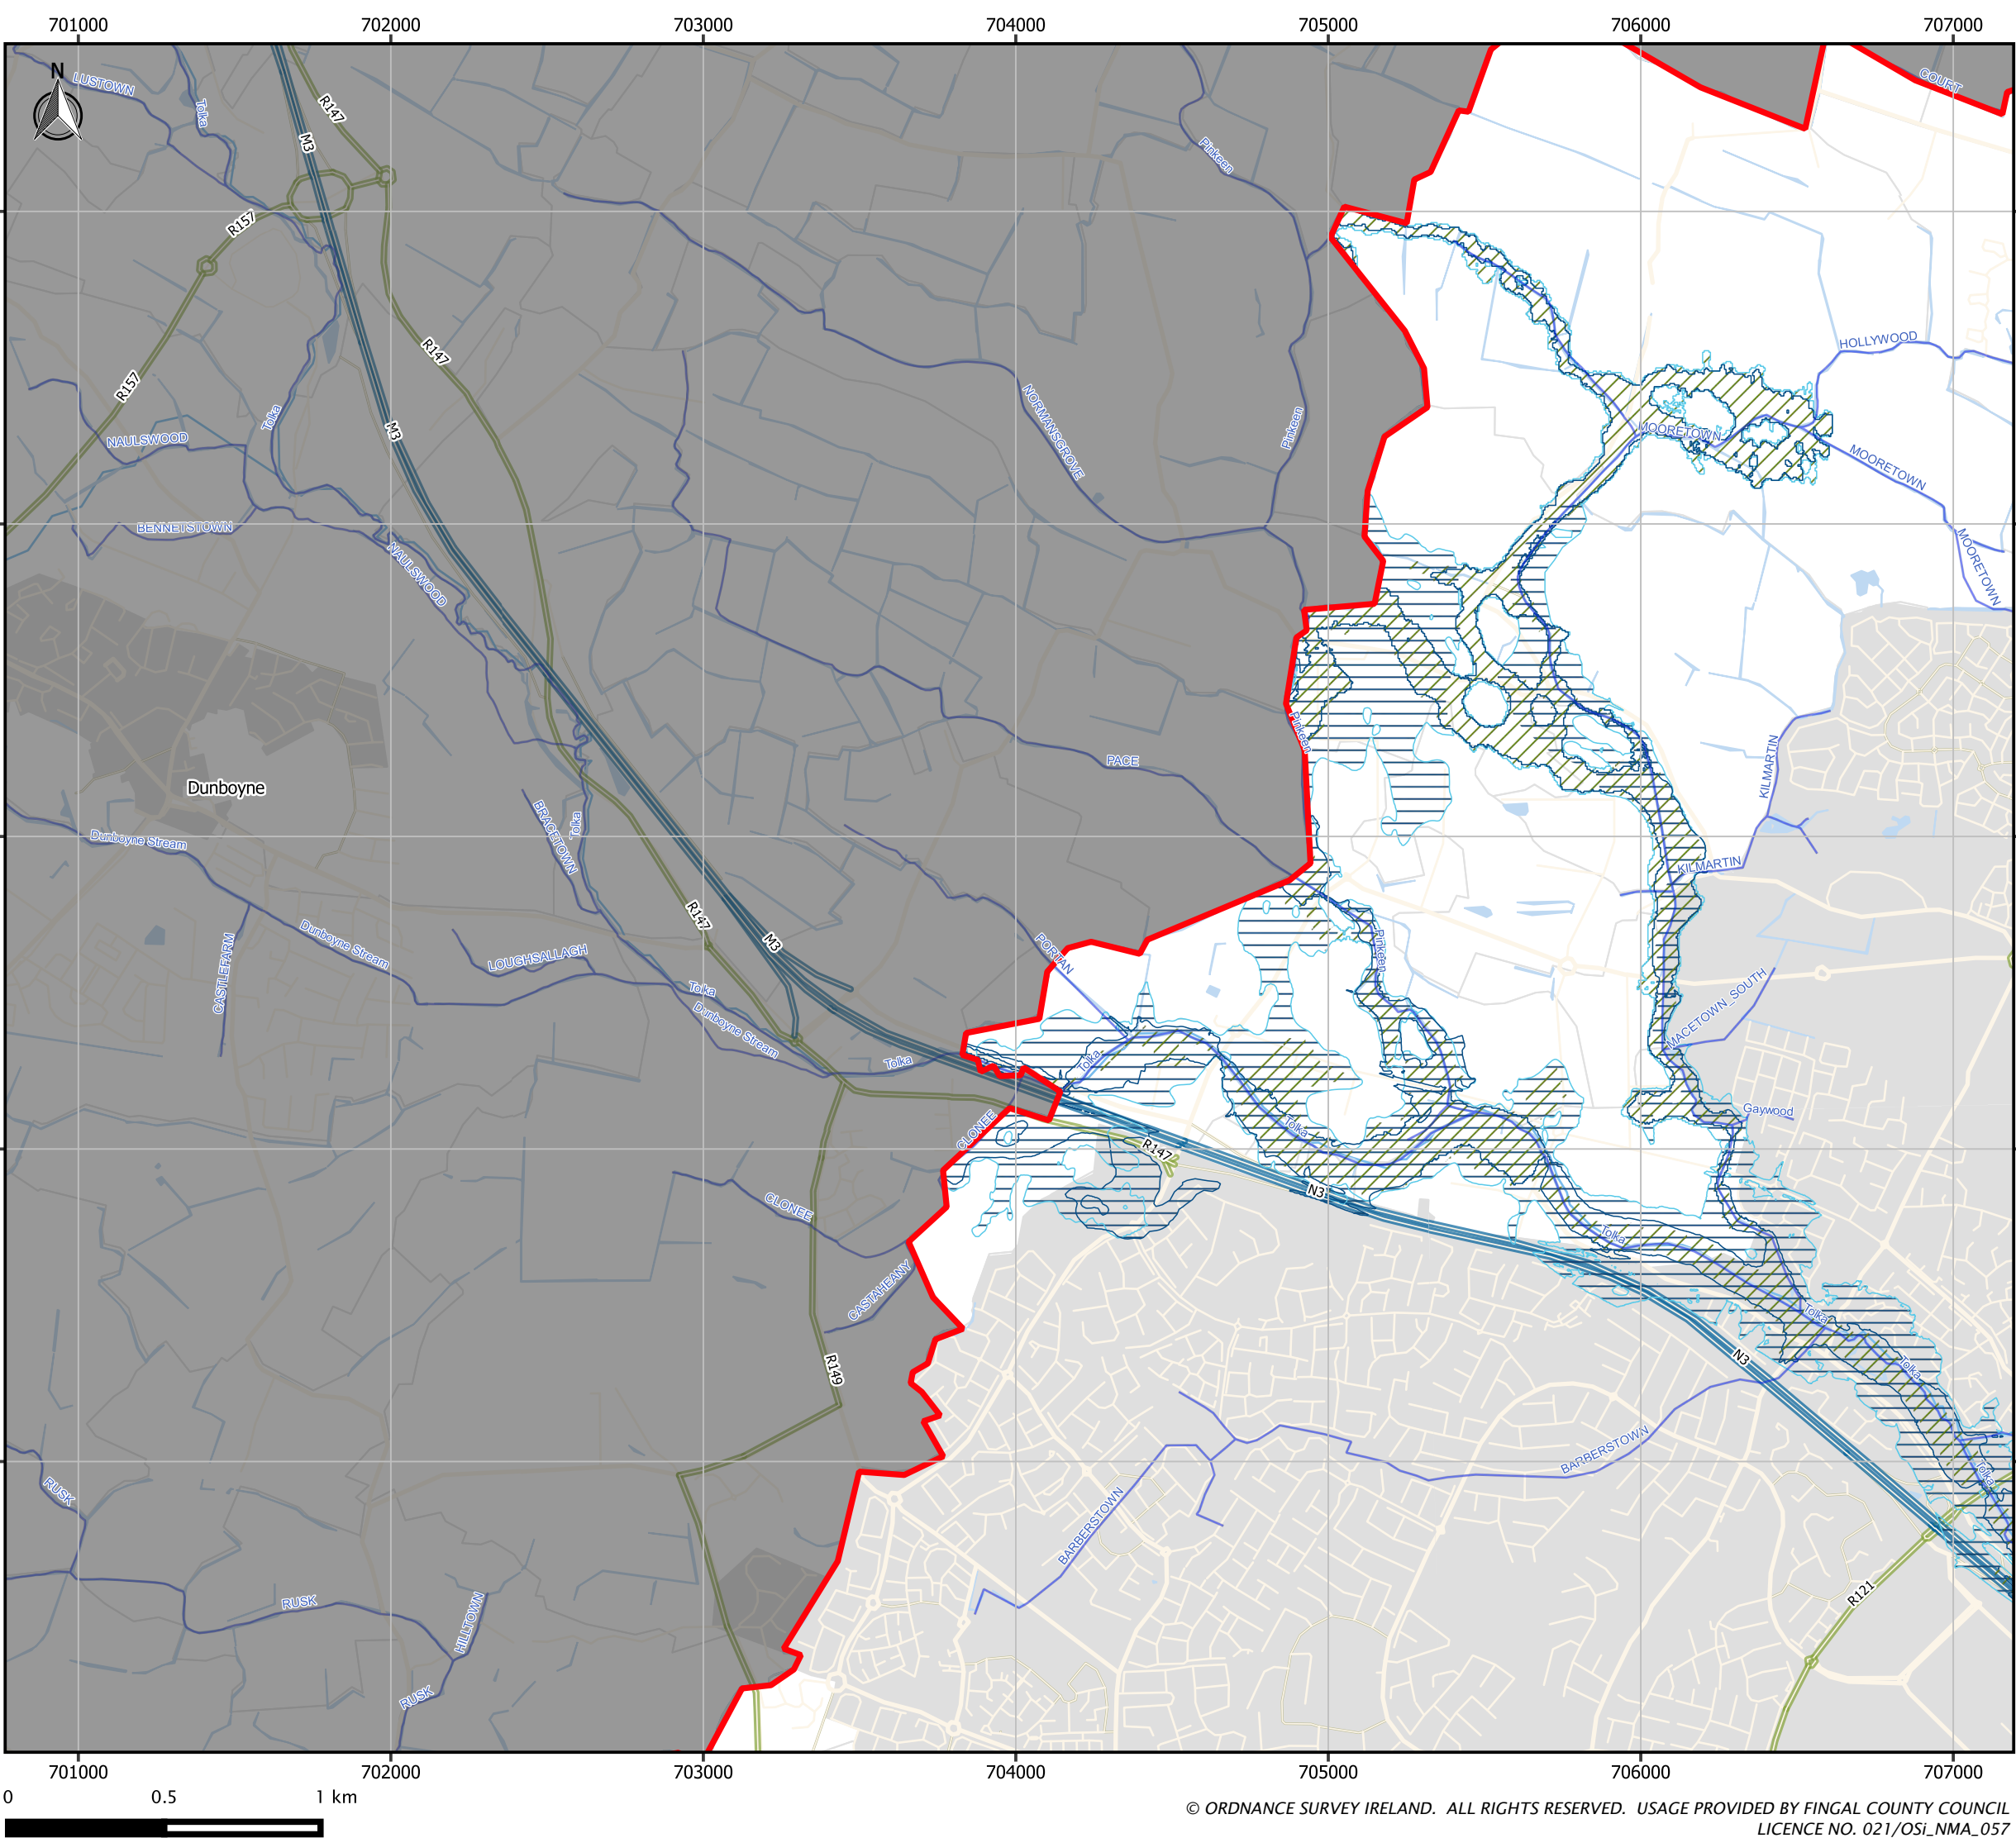 701000 702000 703000 704000 705000 706000 707000
N
LUSTOWN
Tolka
R147
M3
Pinkeen
COURT
R157
HOLLYWOOD
R147
R157
Tolka
NAULSWOOD
M3
NORMANSGROVE
Pinkeen
MOORETOWN
MOORETOWN
BENNETSTOWN
NAULSWOOD
MOORETOWN
Pinkeen
PACE
KILMARTIN
Dunboyne
BRACETOWN
Tolka
Dunboyne Stream
KILMARTIN
R147
M3
Dunboyne Stream
LOUGHSALLAGH
CASTLEFARM
PORTAN
Pinkeen
Tolka
Dunboyne Stream
MACETOWN_SOUTH
Tolka
Tolka
Gaywood
CLONEE
Tolka
R147
N3
CLONEE
Tolka
CASTAHEANY
Tolka
N3
Tolka
R149
BARBERSTOWN
Tolka
RUSK
BARBERSTOWN
RUSK
HILLTOWN
R121
RUSK
701000 702000 703000 704000 705000 706000 707000
0 0.5 1 km
© ORDNANCE SURVEY IRELAND. ALL RIGHTS RESERVED. USAGE PROVIDED BY FINGAL COUNTY COUNCIL
LICENCE NO. 021/OSi_NMA_057